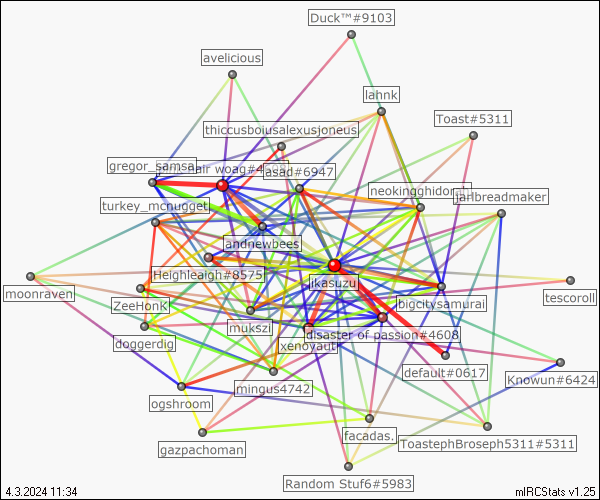 Duck™#9103
avelicious
lahnk
Toast#5311
thiccusboiusalexusjoneus
gregor_samsa
woag#4
asad#6947
neokingghidorah
jarlbreadmaker
turkey_mcnugget
andnewbees
Heighleaigh#8575
ikasuzu
moonraven
ZeeHonk
bigcitysamurai
tescoroll
mukszi
disaster of passion#4608
doggerdig
xenoyaut
default#0617
Knowun#6424
mingus4742
ogshroom
facadas.
ToastephBroseph5311#5311
gazpachoman
Random Stuf6#5983
4.3.2024 11:34
mIRCStats v1.25